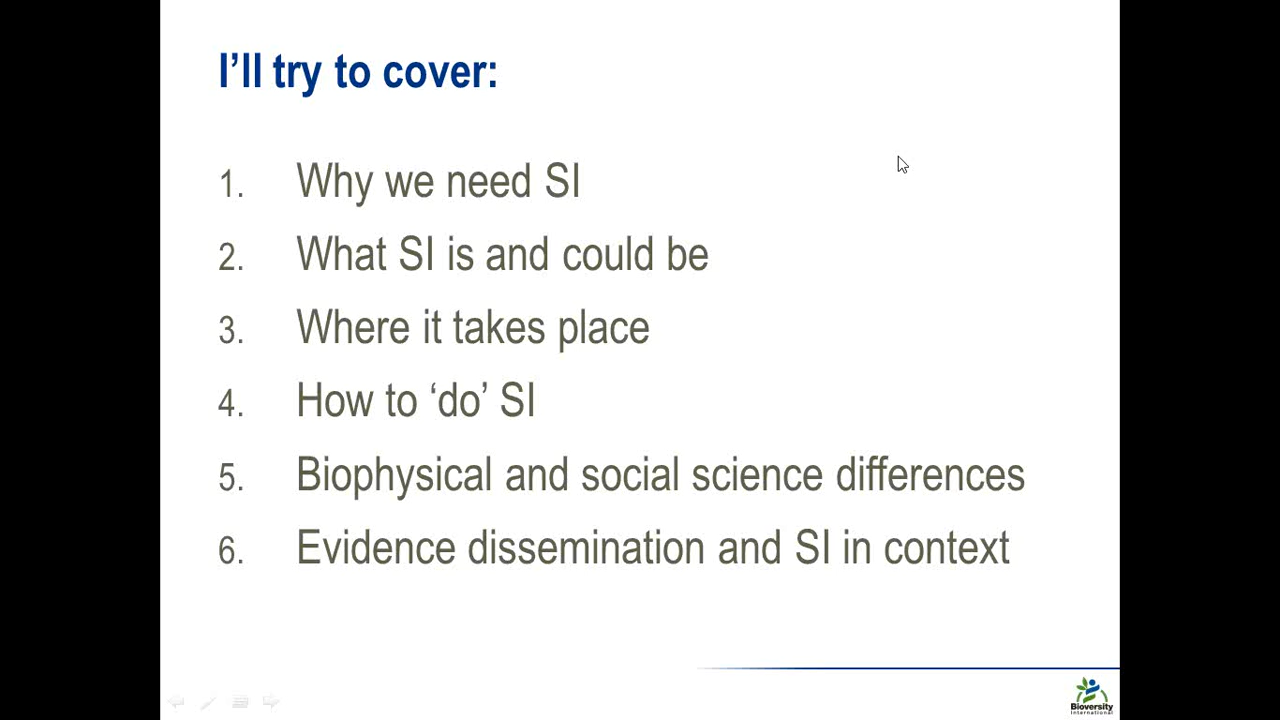 I’ll try to cover:
1. Why we need SI
2. What SI is and could be
3. Where it takes place
4. How to ‘do’ SI
5. Biophysical and social science differences
6. Evidence dissemination and SI in context
Bioversity
International